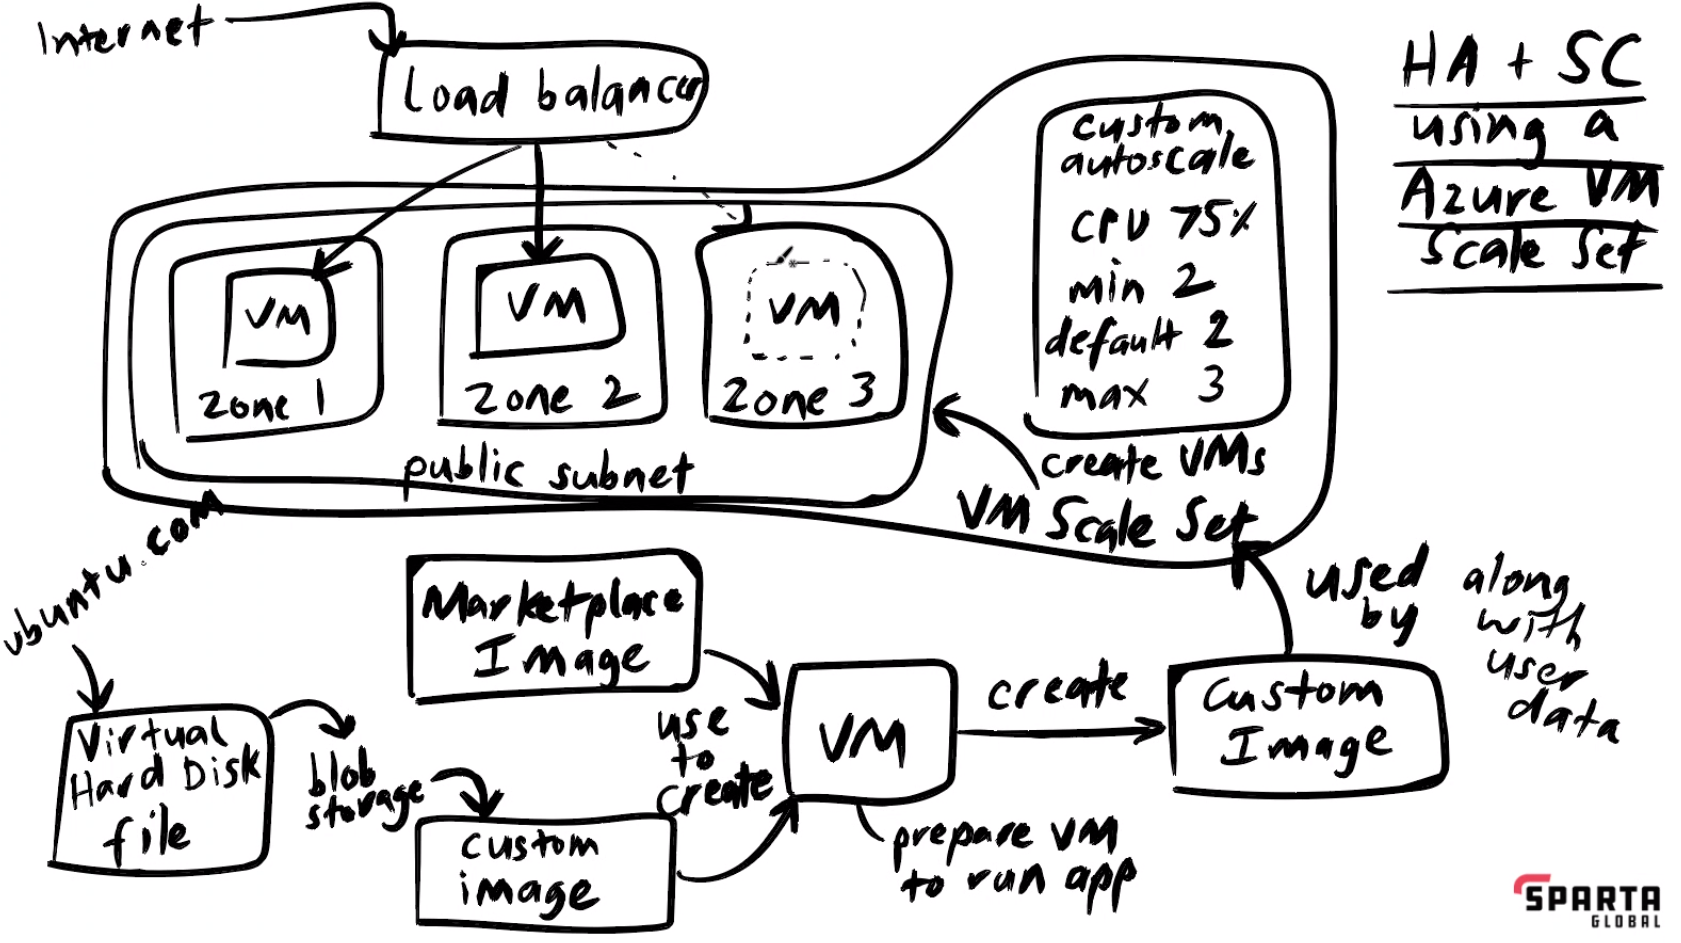 Internet
Load balancer
HA + SC
using a
Azure VM
Scale Set
custom
autoscale
CPU 75%
min 2
default 2
max 3
VM
zone 1
VM
zone 2
VM
zone 3
public subnet
create VMs
VM Scale Set
ubuntu.com
Virtual
Hard Disk
file
blob
storage
Marketplace
Image
custom
image
use
to
create
VM
prepare VM
to run app
create
Custom
Image
used
by
along
with
user
data
SPARTA
GLOBAL